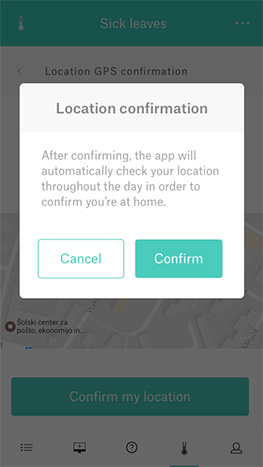 Sick leaves
Location GPS confirmation
Location confirmation
After confirming, the app will
automatically check your location
throughout the day in order to
confirm you're at home.
Cancel
Confirm
Šolski center za
pošto, ekonomijo in...
Confirm my location